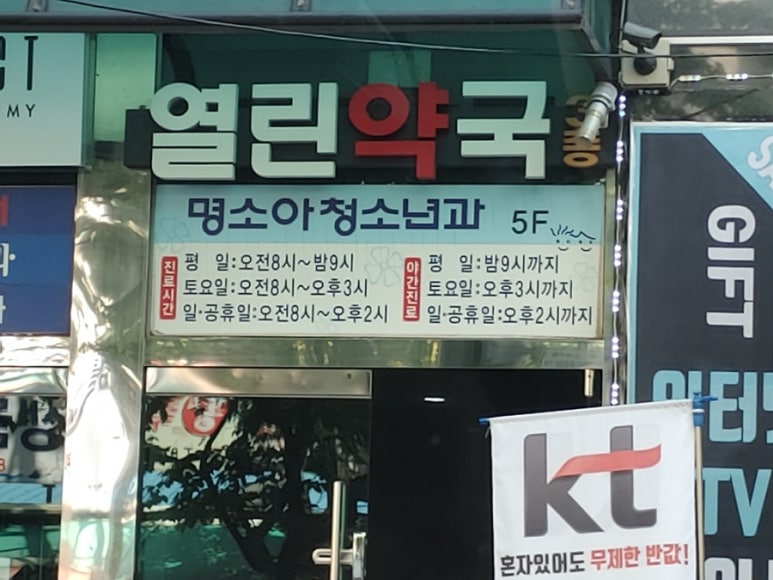 MY
열린약국
3층
명소아청소년과 5F
진료시간
평 일:오전8시~밤9시
토요일:오전8시~오후3시
일·공휴일:오전8시~오후2시
야간진료
평 일:밤9시까지
토요일:오후3시까지
일·공휴일:오후2시까지
GIFT
TV
kt
혼자있어도 무제한 반값!